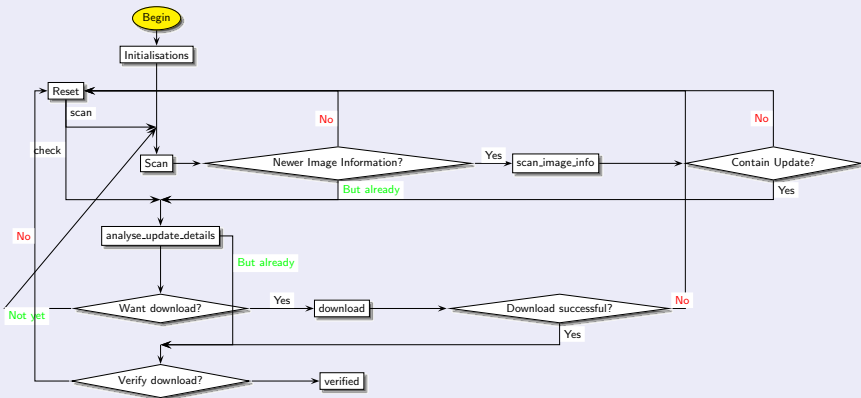 Begin
Initialisations
Reset
scan
No
No
check
Scan
Newer Image Information?
Yes
scan_image_info
Contain Update?
But already
Yes
No
analyse_update_details
But already
Not yet
Want download?
Yes
download
Download successful?
No
Yes
Verify download?
verified